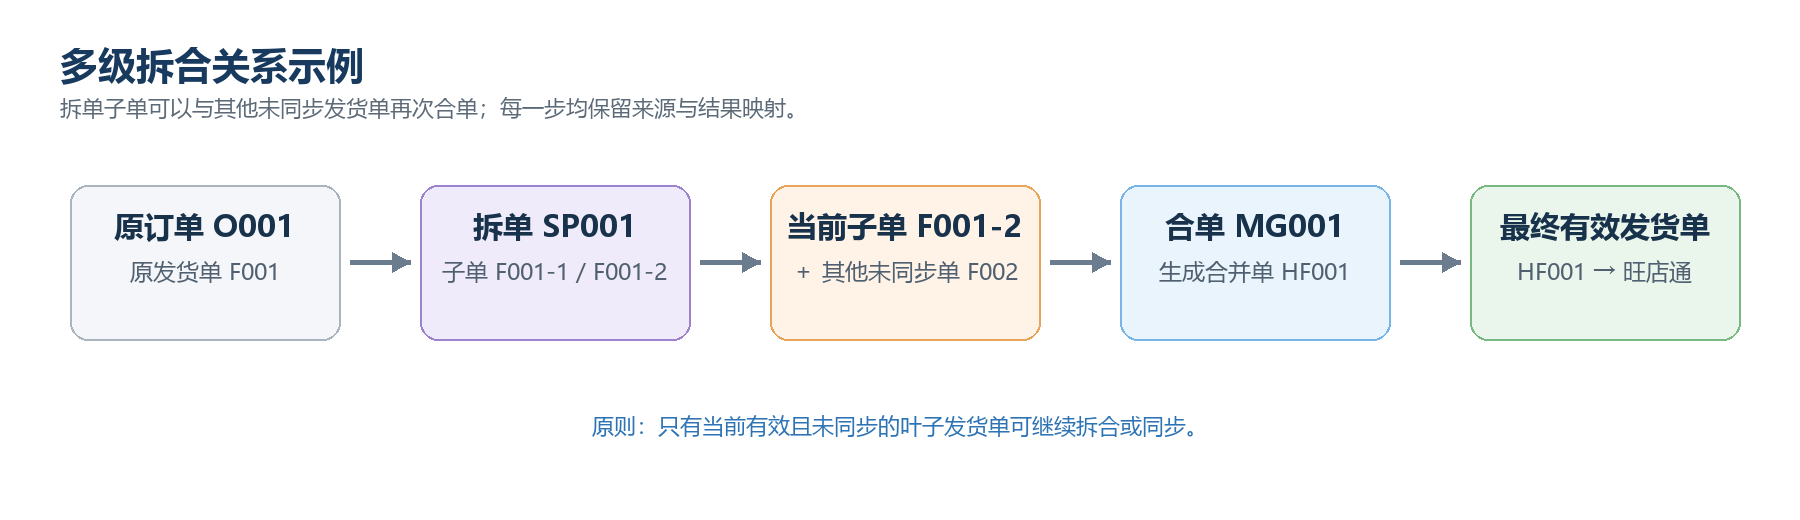 多级拆合关系示例
拆单子单可以与其他未同步发货单再次合单；每一步均保留来源与结果映射。
原订单 O001
原发货单 F001
拆单 SP001
子单 F001-1 / F001-2
当前子单 F001-2
+ 其他未同步单 F002
合单 MG001
生成合并单 HF001
最终有效发货单
HF001 → 旺店通
原则：只有当前有效且未同步的叶子发货单可继续拆合或同步。